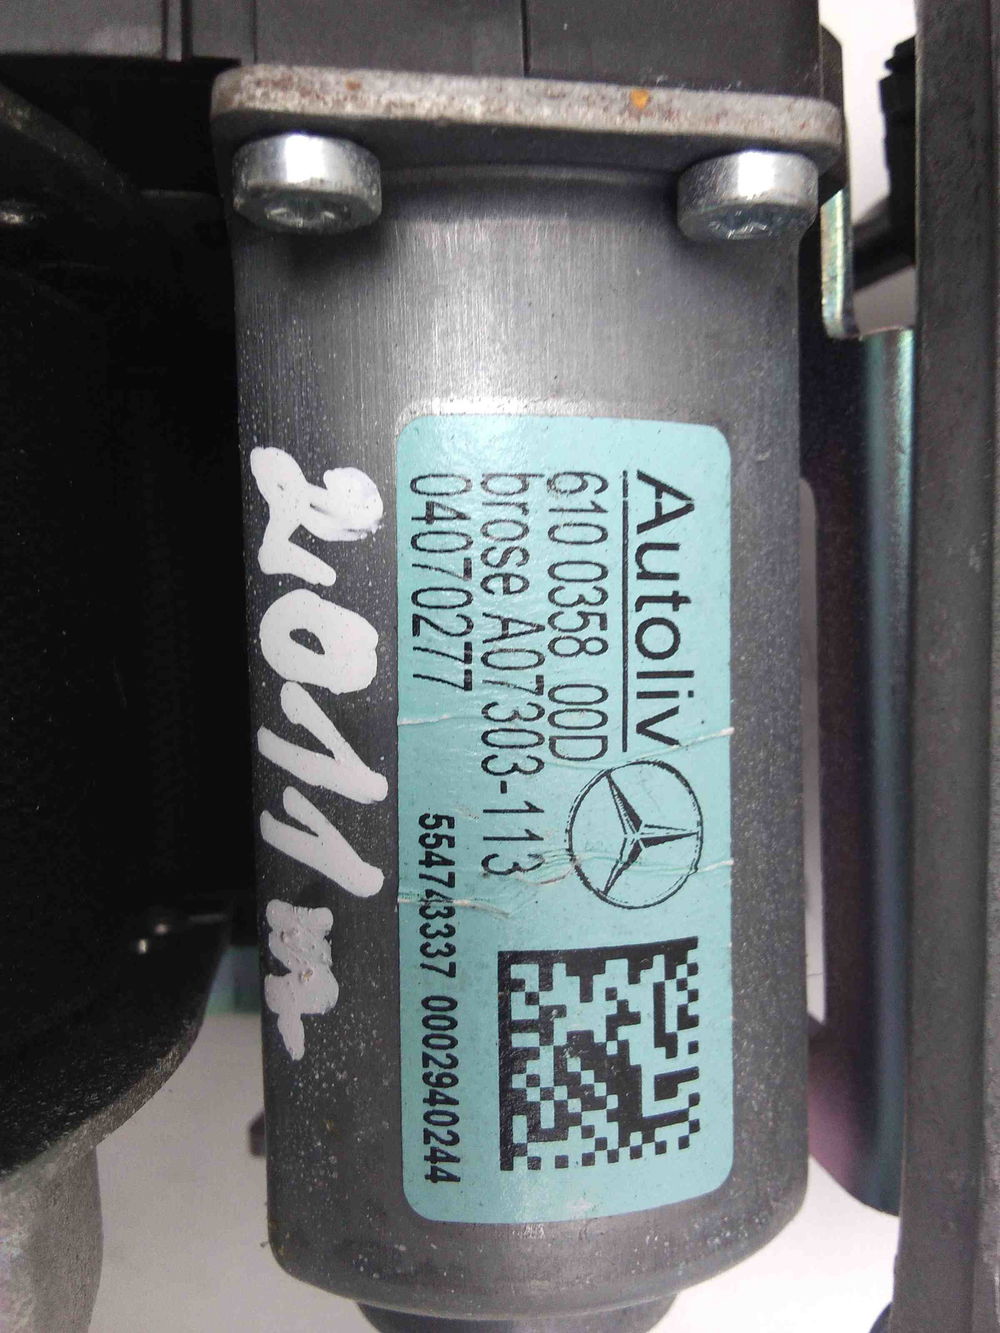 Autoliv
610 0358 00D
brose A07303-113
04070277
554743337 0002940244
2011 m